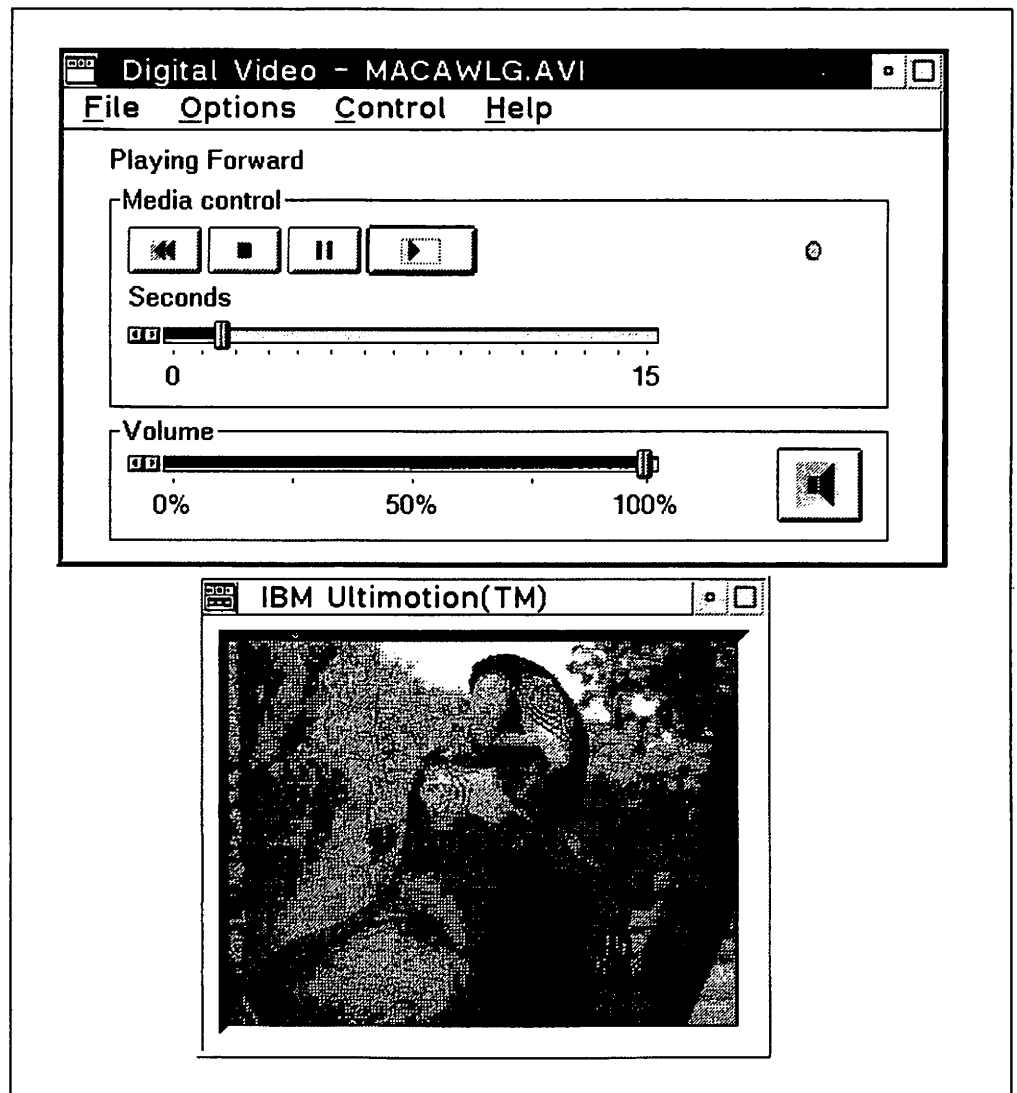 Digital Video - MACAWLG.AVI
File Options Control Help
Playing Forward
Media control
Seconds
0 15
Volume
0% 50% 100%
IBM Ultimotion(TM)